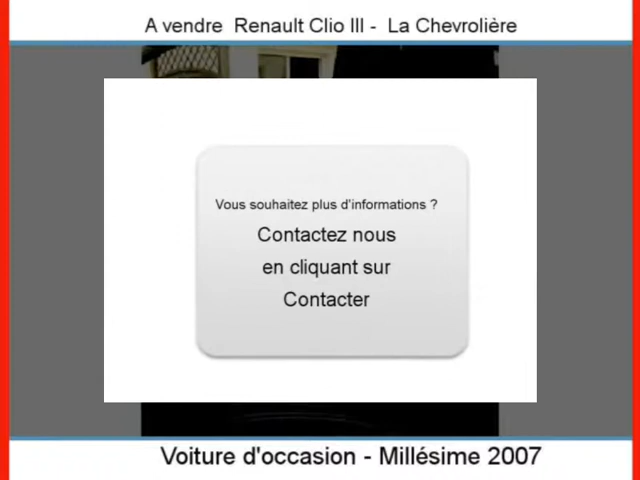 A vendre Renault Clio III - La Chevrolière
Vous souhaitez plus d'informations ?
Contactez nous
en cliquant sur
Contacter
Voiture d'occasion - Millésime 2007